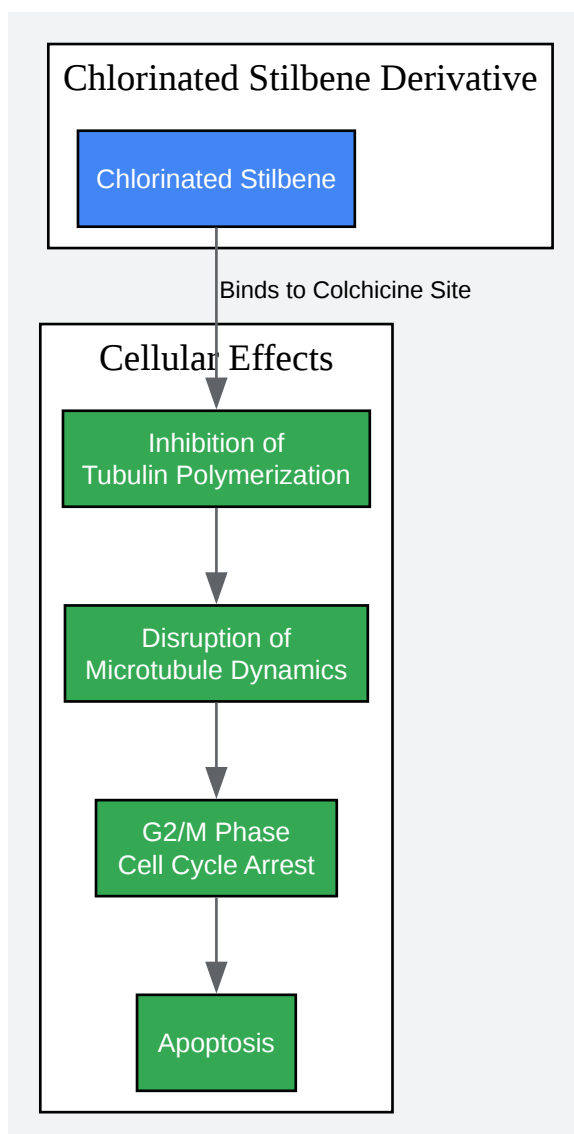 Chlorinated Stilbene Derivative
Chlorinated Stilbene
Binds to Colchicine Site
Cellular Effects
Inhibition of
Tubulin Polymerization
Disruption of
Microtubule Dynamics
G2/M Phase
Cell Cycle Arrest
Apoptosis